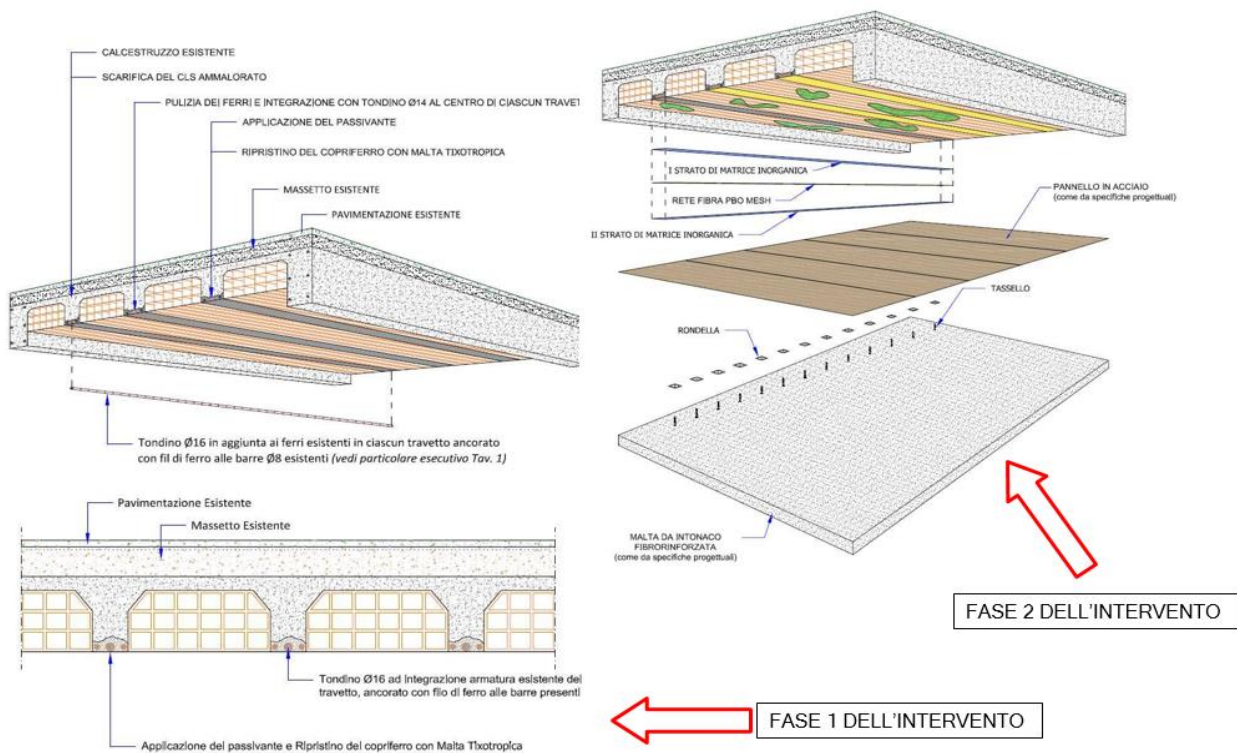 CALCESTRUZZO ESISTENTE
SCARIFICA DEL CLS AMMALORATO
PULIZIA DEI FERRI E INTEGRAZIONE CON TONDINO Ø14 AL CENTRO DI CIASCUN TRAVET
APPLICAZIONE DEL PASSIVANTE
RIPRISTINO DEL COPRIFERRO CON MALTA TIXOTROPICA
MASSETTO ESISTENTE
PAVIMENTAZIONE ESISTENTE
Tondino Ø16 in aggiunta ai ferri esistenti in ciascun travetto ancorato
con fil di ferro alle barre Ø8 esistenti (vedi particolare esecutivo Tav. 1)
Pavimentazione Esistente
Massetto Esistente
Tondino Ø16 ad Integrazione armatura esistente del
travetto, ancorato con filo di ferro alle barre presenti
Applicazione del passivante e Ripristino del copriferro con Malta Tixotropica
FASE 1 DELL'INTERVENTO
I STRATO DI MATRICE INORGANICA
RETE FIBRA PBO MESH
II STRATO DI MATRICE INORGANICA
PANNELLO IN ACCIAIO
(come da specifiche progettuali)
TASSELLO
RONDELLA
MALTA DA INTONACO
FIBRORINFORZATA
(come da specifiche progettuali)
FASE 2 DELL'INTERVENTO